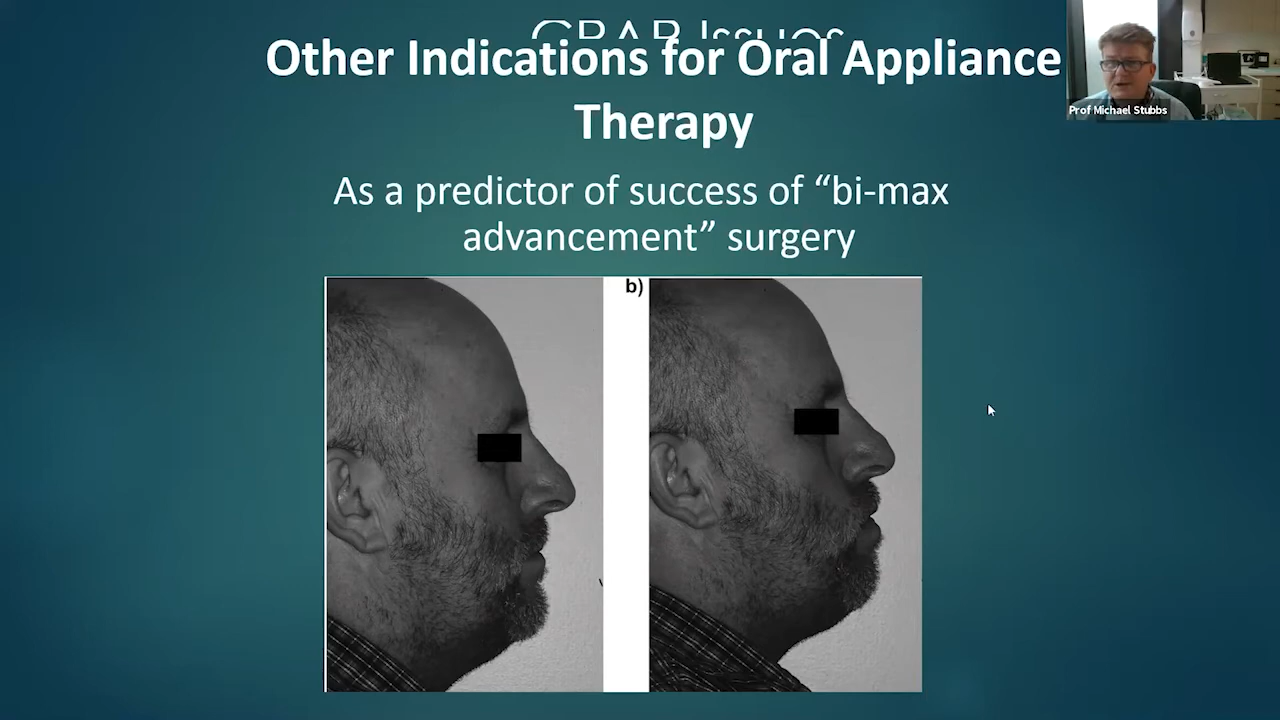 Other Indications for Oral Appliance
Therapy
Prof Michael Stubbs
As a predictor of success of “bi-max
advancement” surgery
b)